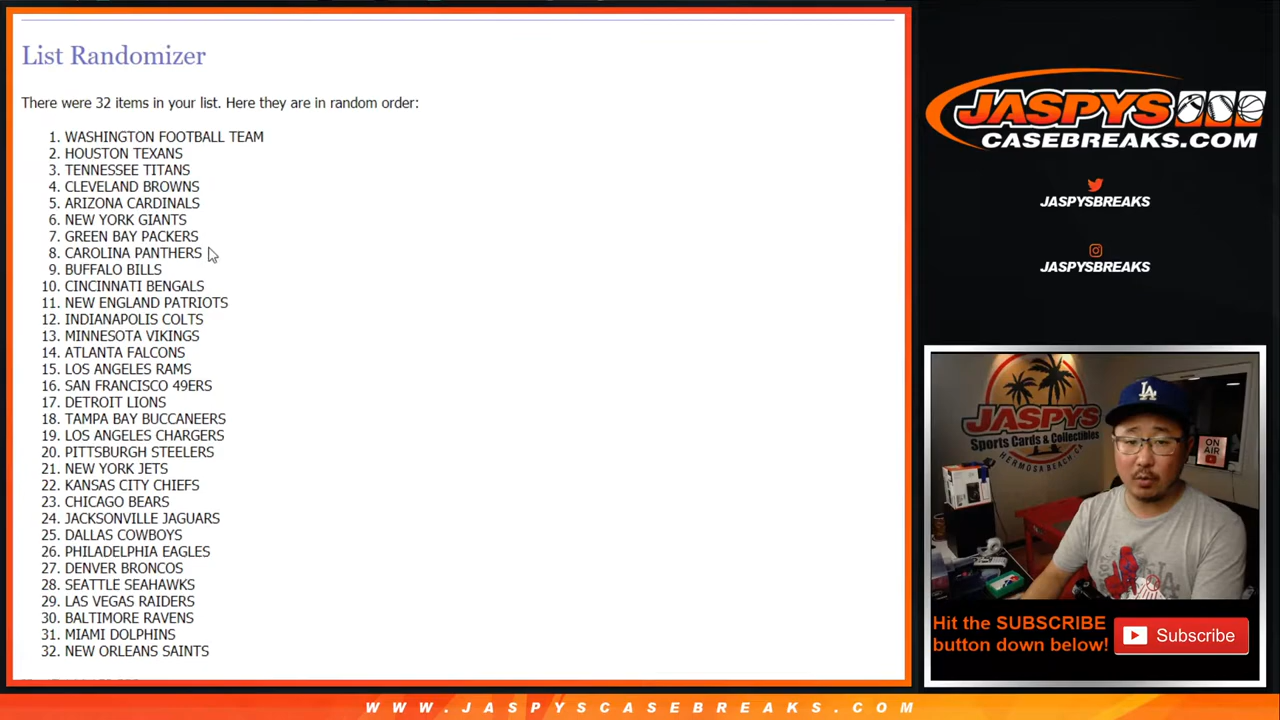 List Randomizer
There were 32 items in your list. Here they are in random order:
1. WASHINGTON FOOTBALL TEAM
2. HOUSTON TEXANS
3. TENNESSEE TITANS
4. CLEVELAND BROWNS
5. ARIZONA CARDINALS
6. NEW YORK GIANTS
7. GREEN BAY PACKERS
8. CAROLINA PANTHERS
9. BUFFALO BILLS
10. CINCINNATI BENGALS
11. NEW ENGLAND PATRIOTS
12. INDIANAPOLIS COLTS
13. MINNESOTA VIKINGS
14. ATLANTA FALCONS
15. LOS ANGELES RAMS
16. SAN FRANCISCO 49ERS
17. DETROIT LIONS
18. TAMPA BAY BUCCANEERS
19. LOS ANGELES CHARGERS
20. PITTSBURGH STEELERS
21. NEW YORK JETS
22. KANSAS CITY CHIEFS
23. CHICAGO BEARS
24. JACKSONVILLE JAGUARS
25. DALLAS COWBOYS
26. PHILADELPHIA EAGLES
27. DENVER BRONCOS
28. SEATTLE SEAHAWKS
29. LAS VEGAS RAIDERS
30. BALTIMORE RAVENS
31. MIAMI DOLPHINS
32. NEW ORLEANS SAINTS
JASPYS
CASEBREAKS.COM
JASPYSBREAKS
JASPYSBREAKS
JASPYS
Sports Cards & Collectibles
HERMOSA BEACH - CA
LA
ON
AIR
Hit the SUBSCRIBE
button down below!
Subscribe
WWW.JASPYSCASEBREAKS.COM